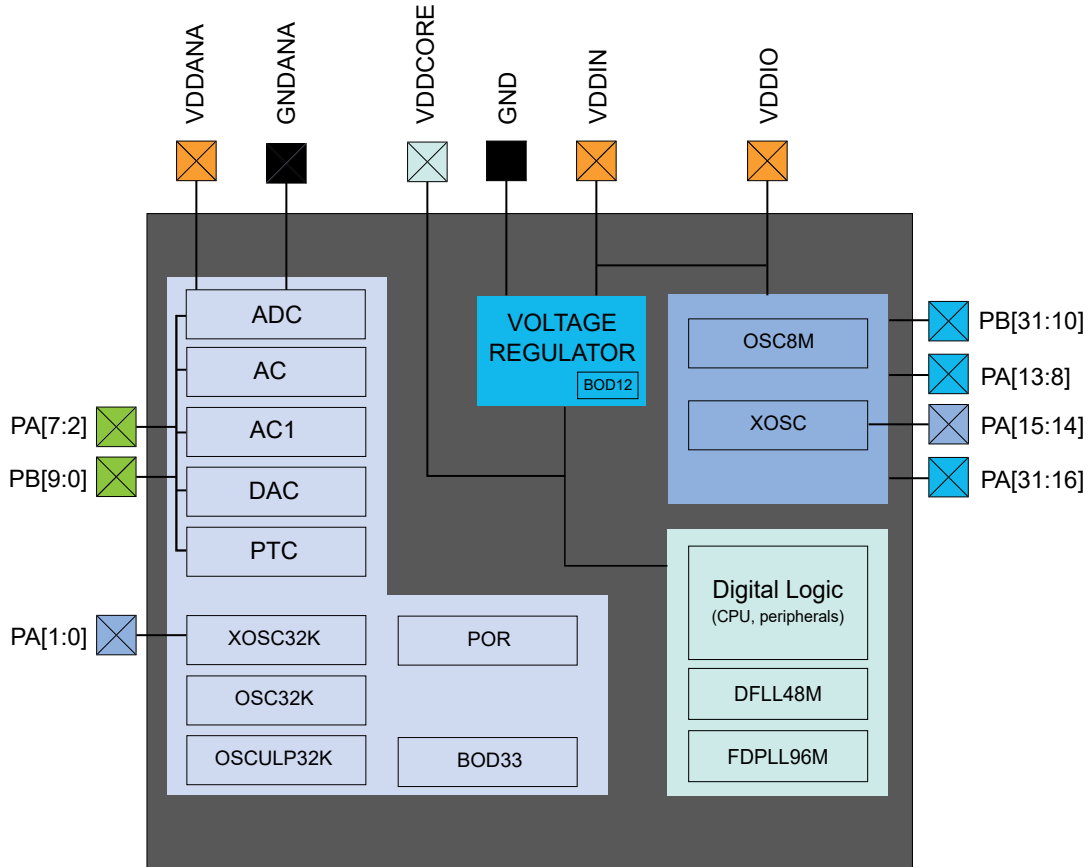 VDDANA
GNDANA
VDDCORE
GND
VDDIN
VDDIO
ADC
AC
AC1
DAC
PTC
PA[7:2]
PB[9:0]
PA[1:0]
XOSC32K
OSC32K
OSCULP32K
POR
BOD33
VOLTAGE
REGULATOR
BOD12
OSC8M
XOSC
PB[31:10]
PA[13:8]
PA[15:14]
PA[31:16]
Digital Logic
(CPU, peripherals)
DFLL48M
FDPLL96M